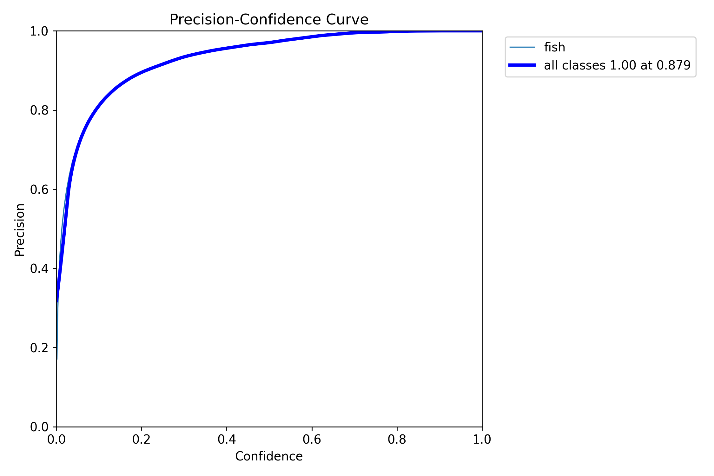 Precision-Confidence Curve
fish
all classes 1.00 at 0.879
1.0
0.8
0.6
0.4
0.2
0.0
Precision
0.0 0.2 0.4 0.6 0.8 1.0
Confidence